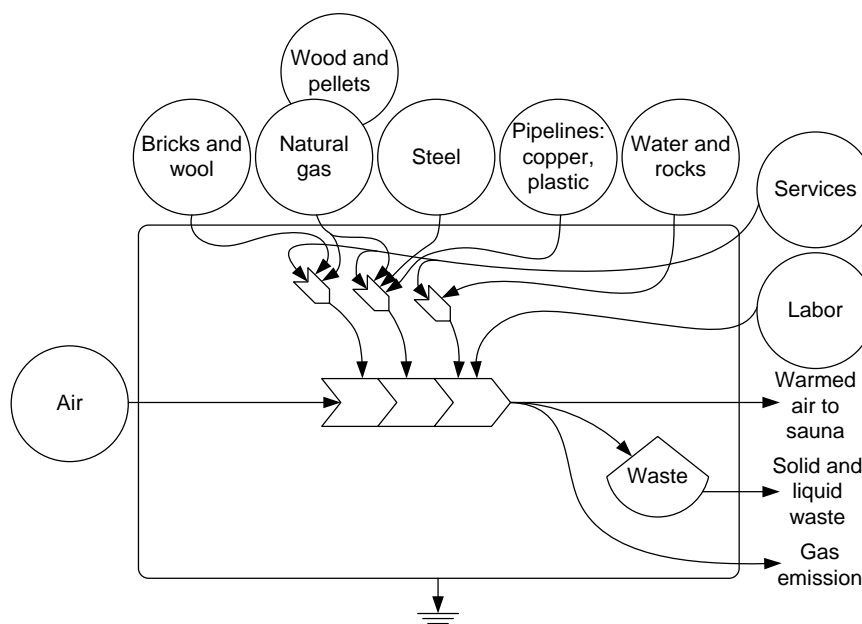 Wood and
pellets
Bricks and
wool
Natural
gas
Steel
Pipelines:
copper,
plastic
Water and
rocks
Services
Labor
Air
Warmed
air to
sauna
Waste
Solid and
liquid
waste
Gas
emission